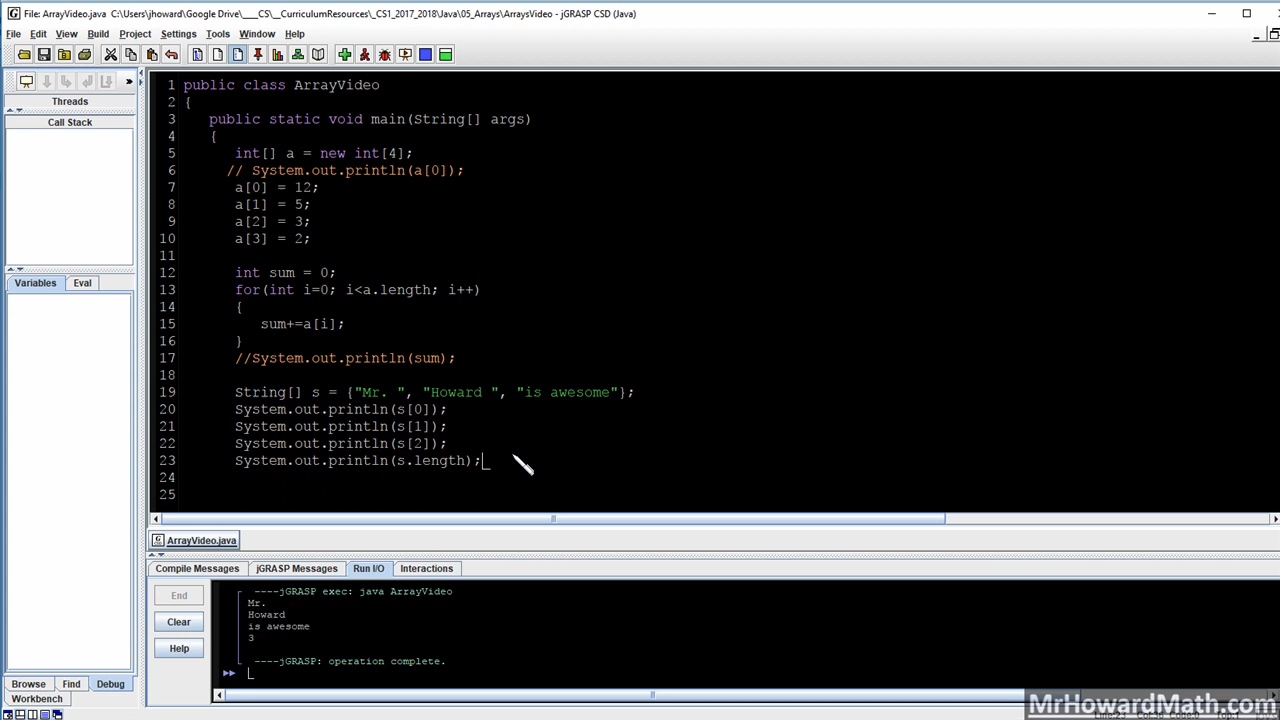 File: ArrayVideo.java  C:\Users\jhoward\Google Drive\____CS\__CurriculumResources\_CS1_2017_2018\Java\05_Arrays\ArraysVideo - jGRASP CSD (Java)
File Edit View Build Project Settings Tools Window Help
Threads
Call Stack
Variables Eval
Browse Find Debug
Workbench
1 public class ArrayVideo
2 {
3 public static void main(String[] args)
4 {
5 int[] a = new int[4];
6 // System.out.println(a[0]);
7 a[0] = 12;
8 a[1] = 5;
9 a[2] = 3;
10 a[3] = 2;
11
12 int sum = 0;
13 for(int i=0; i<a.length; i++)
14 {
15 sum+=a[i];
16 }
17 //System.out.println(sum);
18
19 String[] s = {"Mr. ", "Howard ", "is awesome"};
20 System.out.println(s[0]);
21 System.out.println(s[1]);
22 System.out.println(s[2]);
23 System.out.println(s.length);
24
25
ArrayVideo.java
Compile Messages jGRASP Messages Run I/O Interactions
End
Clear
Help
----jGRASP exec: java ArrayVideo
Mr.
Howard
is awesome
3
----jGRASP: operation complete.
MrHowardMath.com